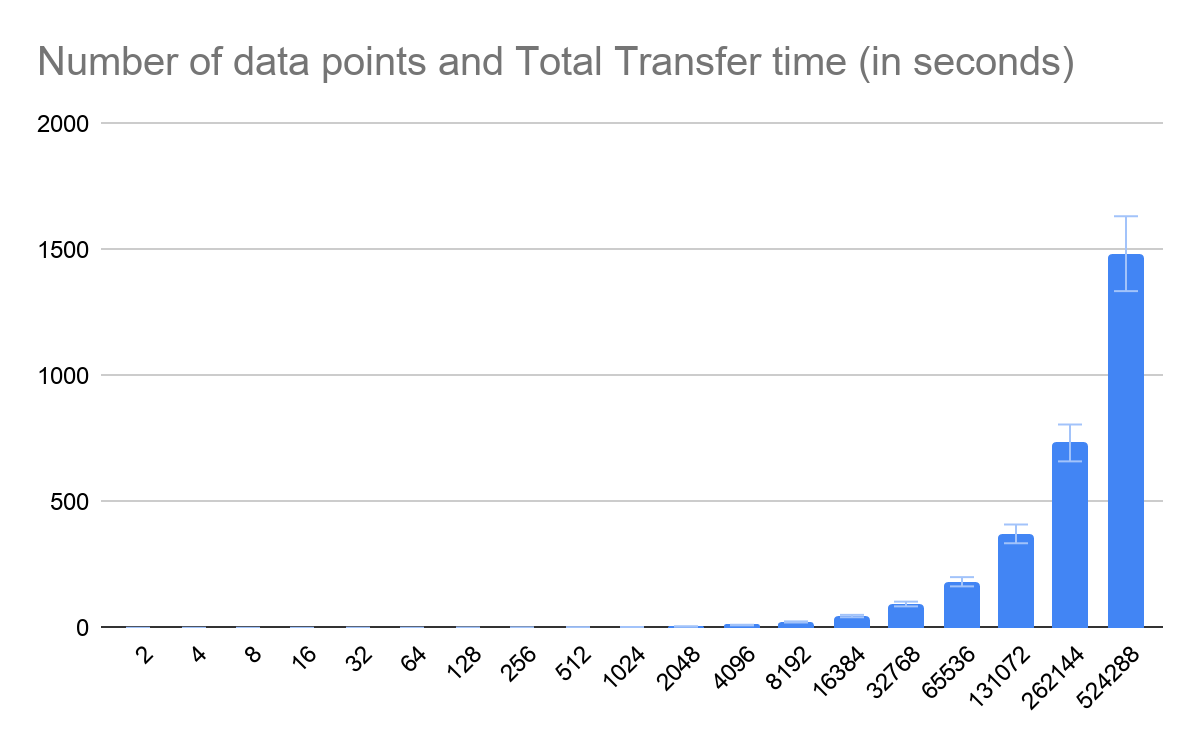 Number of data points and Total Transfer time (in seconds)
2000
1500
1000
500
0
2 4 8 16 32 64 128 256 512 1024 2048 4096 8192 16384 32768 65536 131072 262144 524288